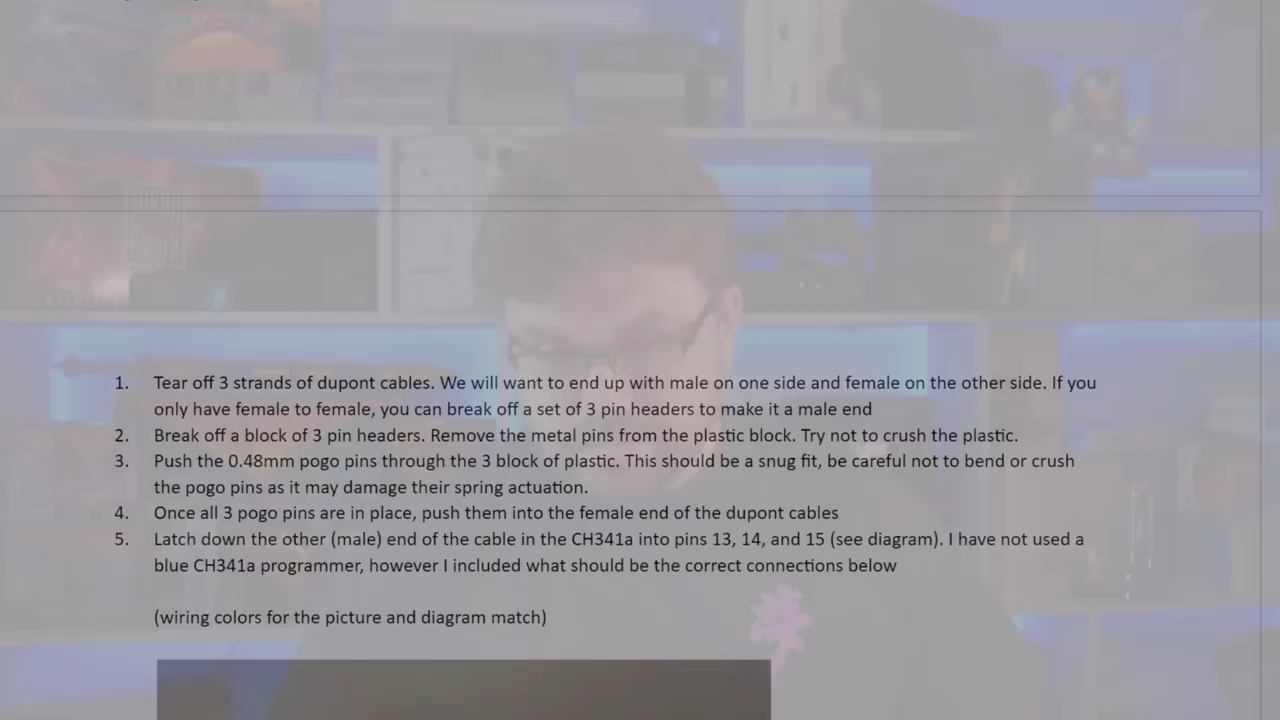 1. Tear off 3 strands of dupont cables. We will want to end up with male on one side and female on the other side. If you
only have female to female, you can break off a set of 3 pin headers to make it a male end
2. Break off a block of 3 pin headers. Remove the metal pins from the plastic block. Try not to crush the plastic.
3. Push the 0.48mm pogo pins through the 3 block of plastic. This should be a snug fit, be careful not to bend or crush
the pogo pins as it may damage their spring actuation.
4. Once all 3 pogo pins are in place, push them into the female end of the dupont cables
5. Latch down the other (male) end of the cable in the CH341a into pins 13, 14, and 15 (see diagram). I have not used a
blue CH341a programmer, however I included what should be the correct connections below
(wiring colors for the picture and diagram match)